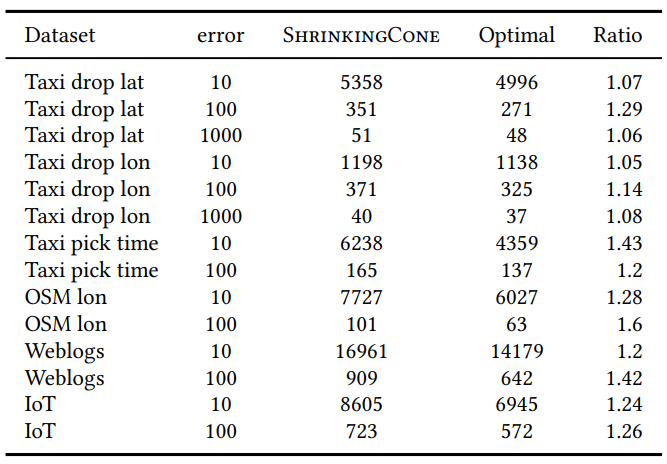 Dataset error ShrinkingCone Optimal Ratio
Taxi drop lat 10 5358 4996 1.07
Taxi drop lat 100 351 271 1.29
Taxi drop lat 1000 51 48 1.06
Taxi drop lon 10 1198 1138 1.05
Taxi drop lon 100 371 325 1.14
Taxi drop lon 1000 40 37 1.08
Taxi pick time 10 6238 4359 1.43
Taxi pick time 100 165 137 1.2
OSM lon 10 7727 6027 1.28
OSM lon 100 101 63 1.6
Weblogs 10 16961 14179 1.2
Weblogs 100 909 642 1.42
IoT 10 8605 6945 1.24
IoT 100 723 572 1.26